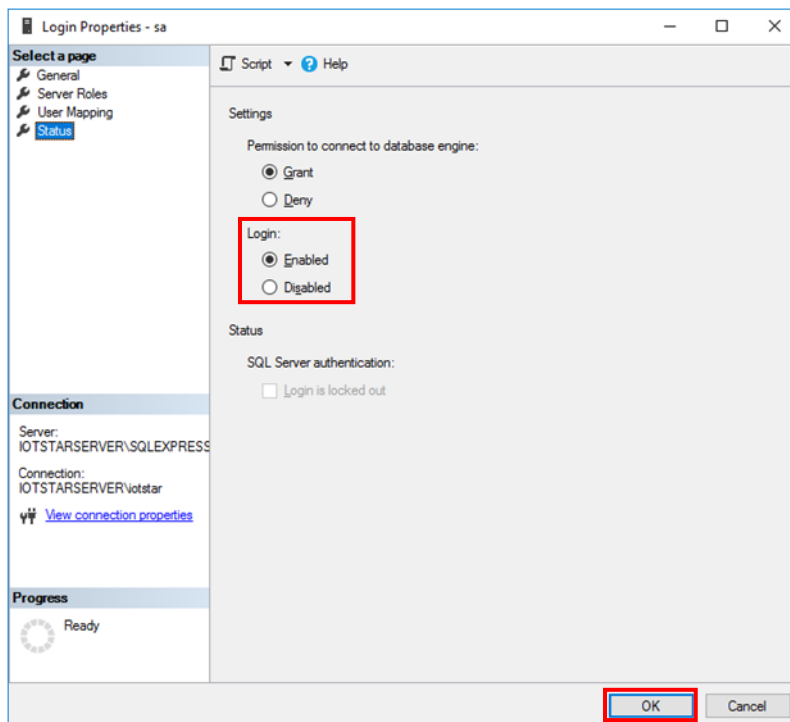 Login Properties - sa
Select a page
General
Server Roles
User Mapping
Status
Script
Help
Settings
Permission to connect to database engine:
Grant
Deny
Login:
Enabled
Disabled
Status
SQL Server authentication:
Login is locked out
Connection
Server:
IOTSTARSERVER\SQLEXPRESS
Connection:
IOTSTARSERVER\iotstar
View connection properties
Progress
Ready
OK
Cancel